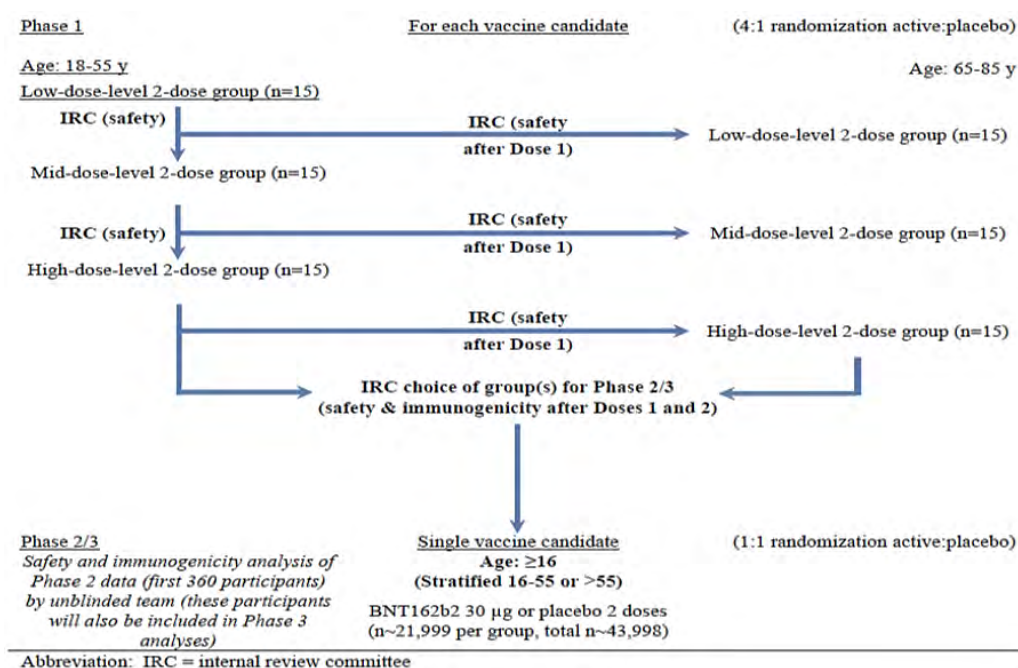 Phase 1
For each vaccine candidate
(4:1 randomization active:placebo)
Age: 18-55 y
Age: 65-85 y
Low-dose-level 2-dose group (n=15)
IRC (safety)
IRC (safety
after Dose 1)
Low-dose-level 2-dose group (n=15)
Mid-dose-level 2-dose group (n=15)
IRC (safety)
IRC (safety
after Dose 1)
Mid-dose-level 2-dose group (n=15)
High-dose-level 2-dose group (n=15)
IRC (safety
after Dose 1)
High-dose-level 2-dose group (n=15)
IRC choice of group(s) for Phase 2/3
(safety & immunogenicity after Doses 1 and 2)
Phase 2/3
Safety and immunogenicity analysis of
Phase 2 data (first 360 participants)
by unblinded team (these participants
will also be included in Phase 3
analyses)
Single vaccine candidate
Age: ≥16
(Stratified 16-55 or >55)
BNT162b2 30 µg or placebo 2 doses
(n~21,999 per group, total n~43,998)
(1:1 randomization active:placebo)
Abbreviation: IRC = internal review committee